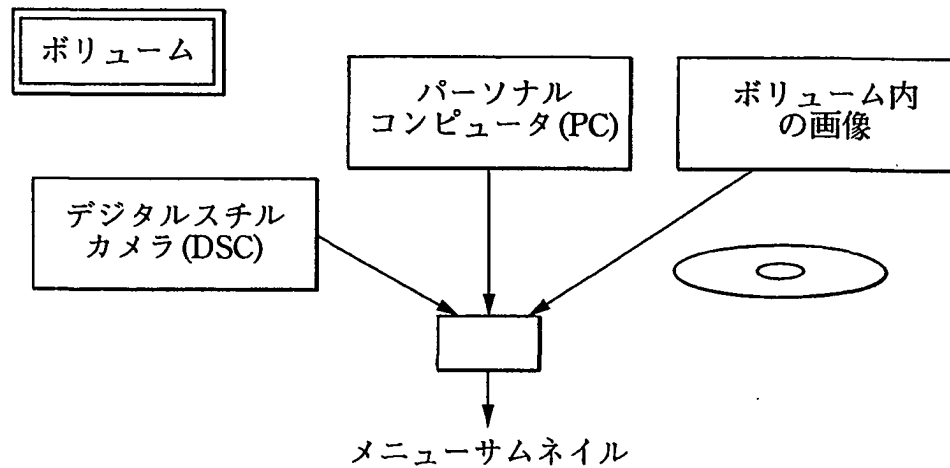 ボリューム
パーソナル
コンピュータ(PC)
ボリューム内
の画像
デジタルスチル
カメラ(DSC)
メニューサムネイル